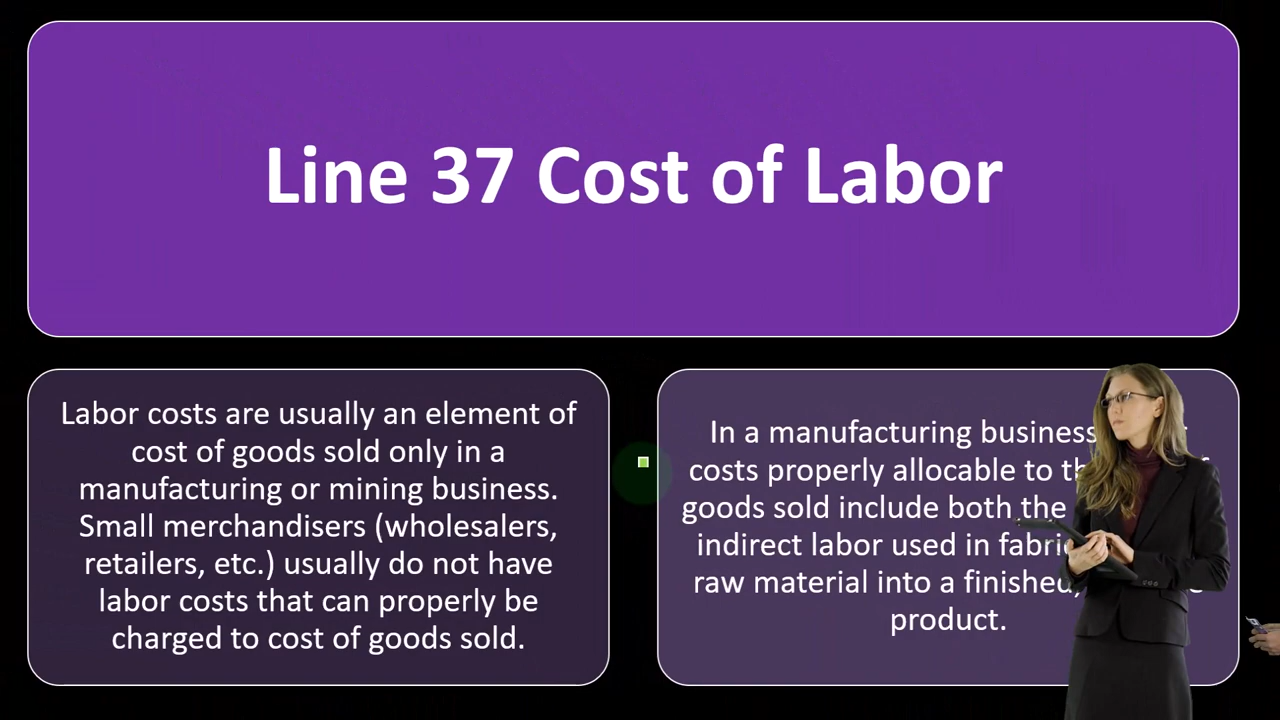 Line 37 Cost of Labor
Labor costs are usually an element of
cost of goods sold only in a
manufacturing or mining business.
Small merchandisers (wholesalers,
retailers, etc.) usually do not have
labor costs that can properly be
charged to cost of goods sold.
In a manufacturing business
costs properly allocable to
goods sold include both the
indirect labor used in
raw material into a finished,
product.